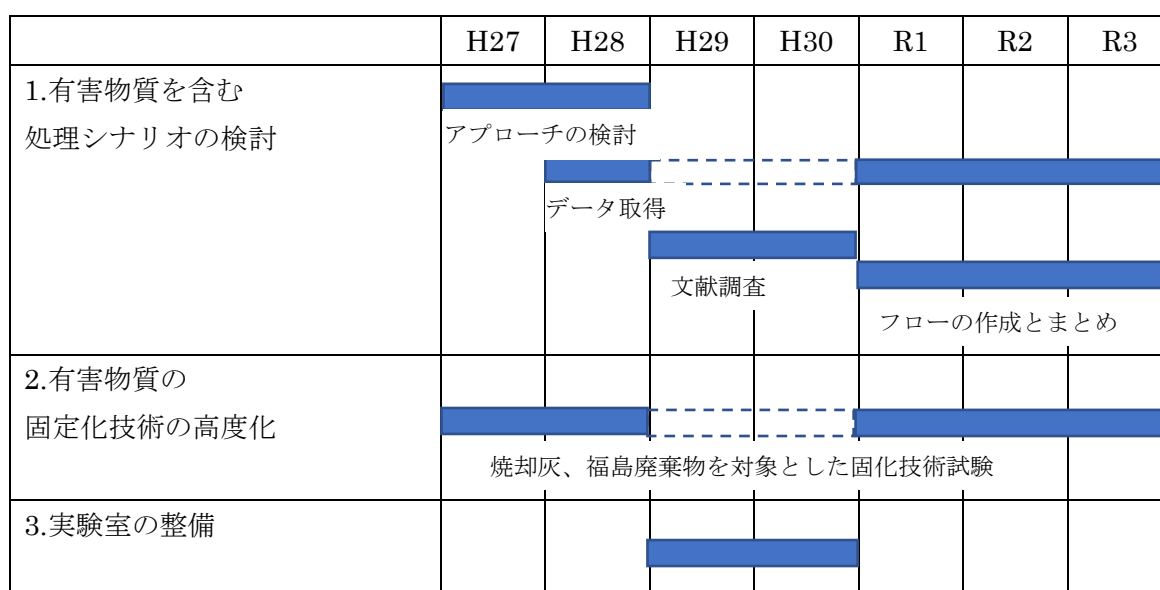 H27 H28 H29 H30 R1 R2 R3
1.有害物質を含む
処理シナリオの検討
アプローチの検討
データ取得
文献調査
フローの作成とまとめ
2.有害物質の
固定化技術の高度化
焼却灰、福島廃棄物を対象とした固化技術試験
3.実験室の整備